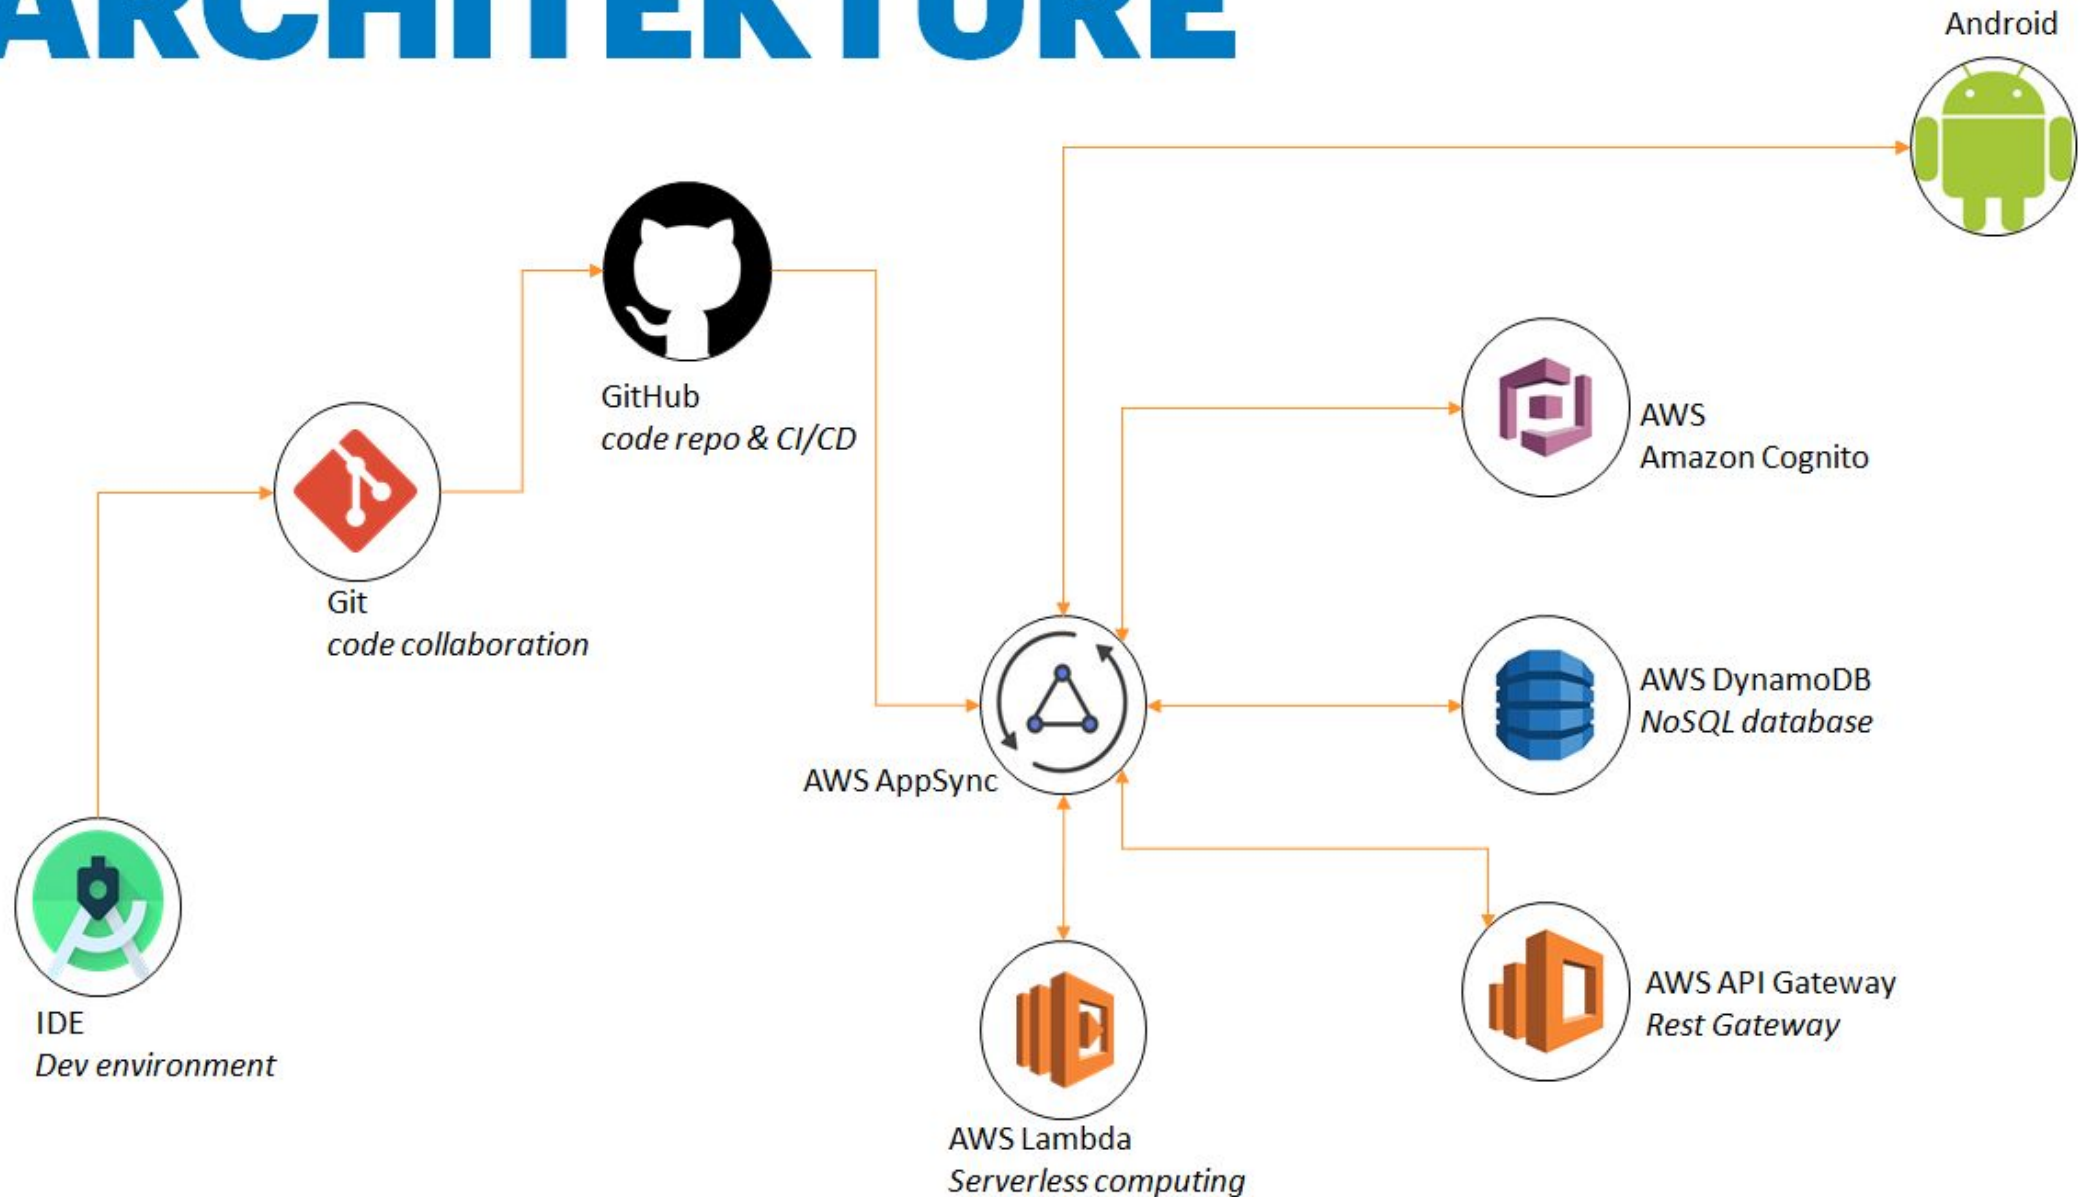 ARCHITEKTURE
Android
GitHub
code repo & CI/CD
AWS
Amazon Cognito
Git
code collaboration
AWS DynamoDB
NoSQL database
AWS AppSync
AWS API Gateway
Rest Gateway
IDE
Dev environment
AWS Lambda
Serverless computing